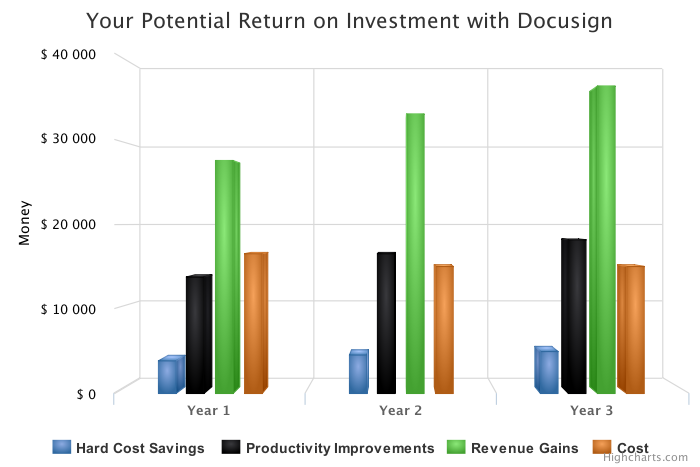 Your Potential Return on Investment with Docusign
$ 40 000
$ 30 000
$ 20 000
$ 10 000
$ 0
Money
Year 1
Year 2
Year 3
Hard Cost Savings
Productivity Improvements
Revenue Gains
Cost
Highcharts.com